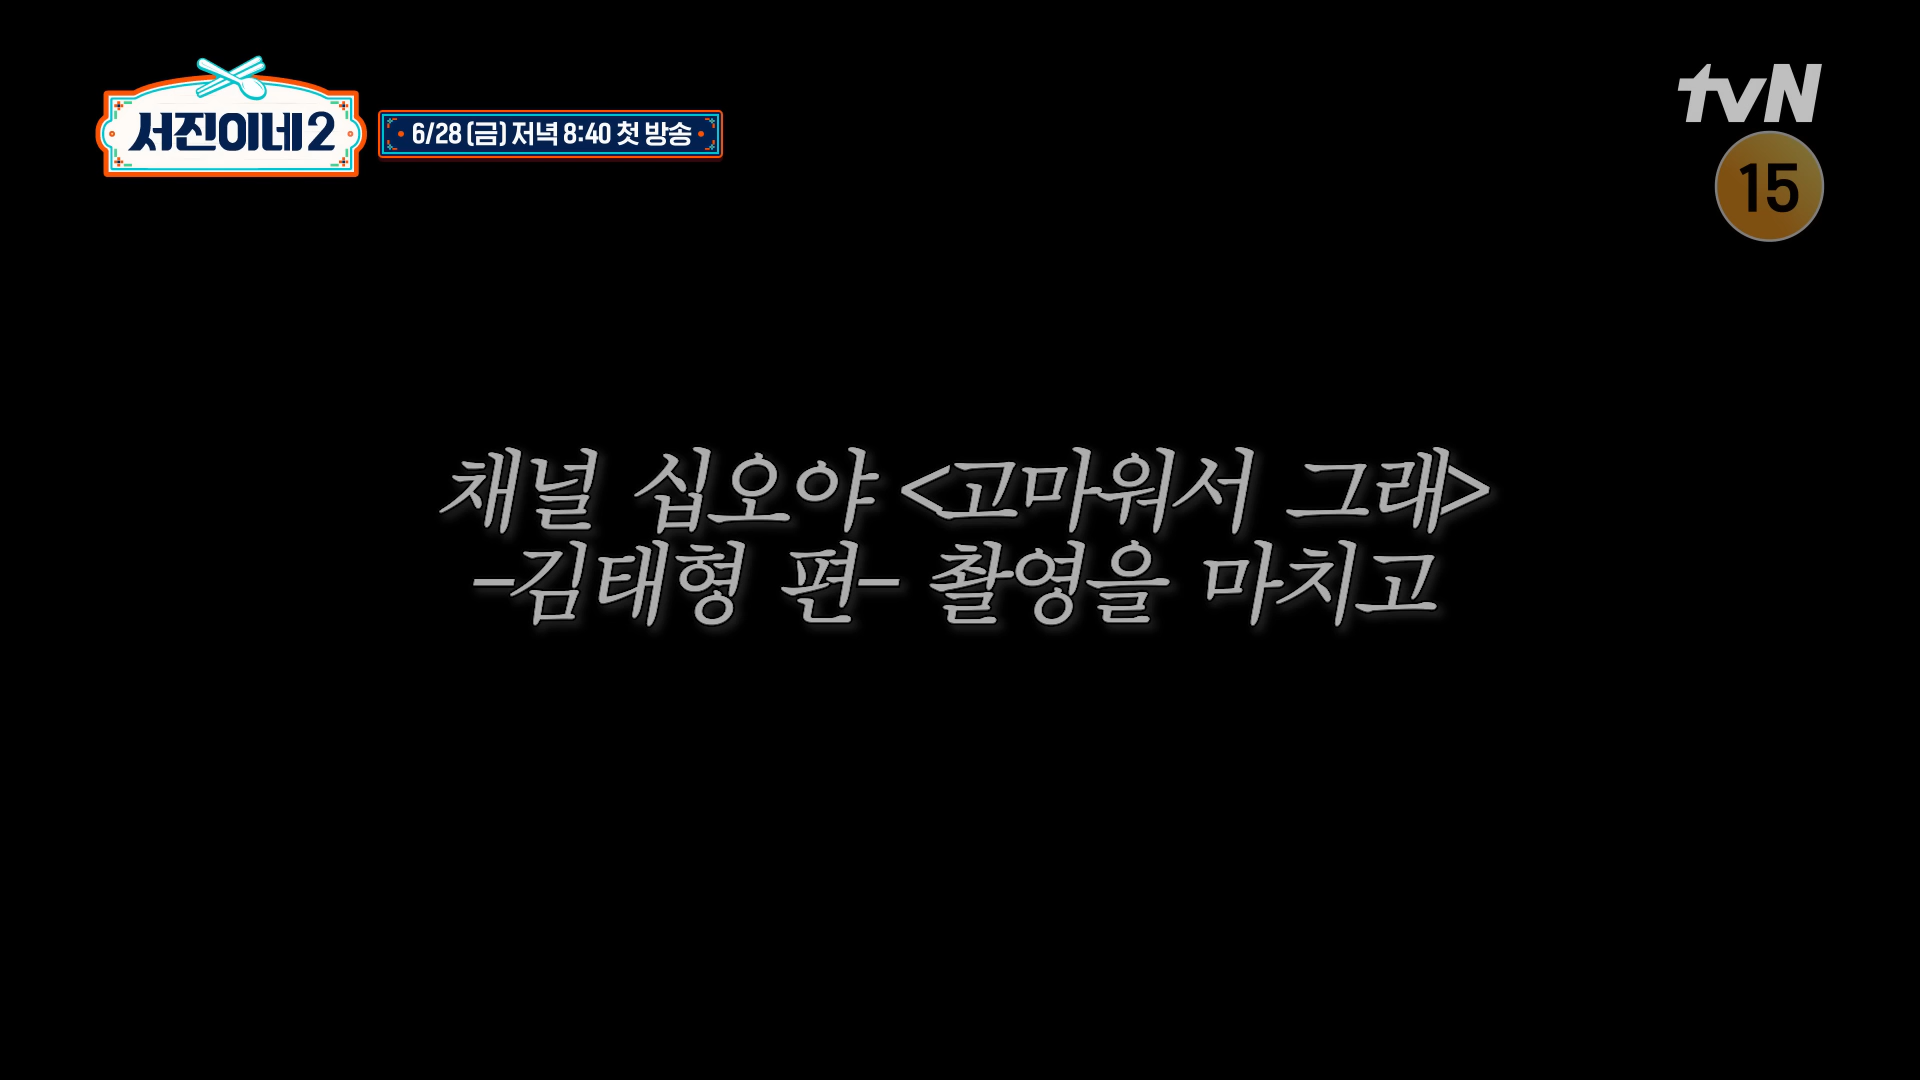 서진이네2
6/28 (금) 저녁 8:40 첫 방송
tvN
15
채널 십오야 <고마워서 그래>
-김태형 편- 촬영을 마치고